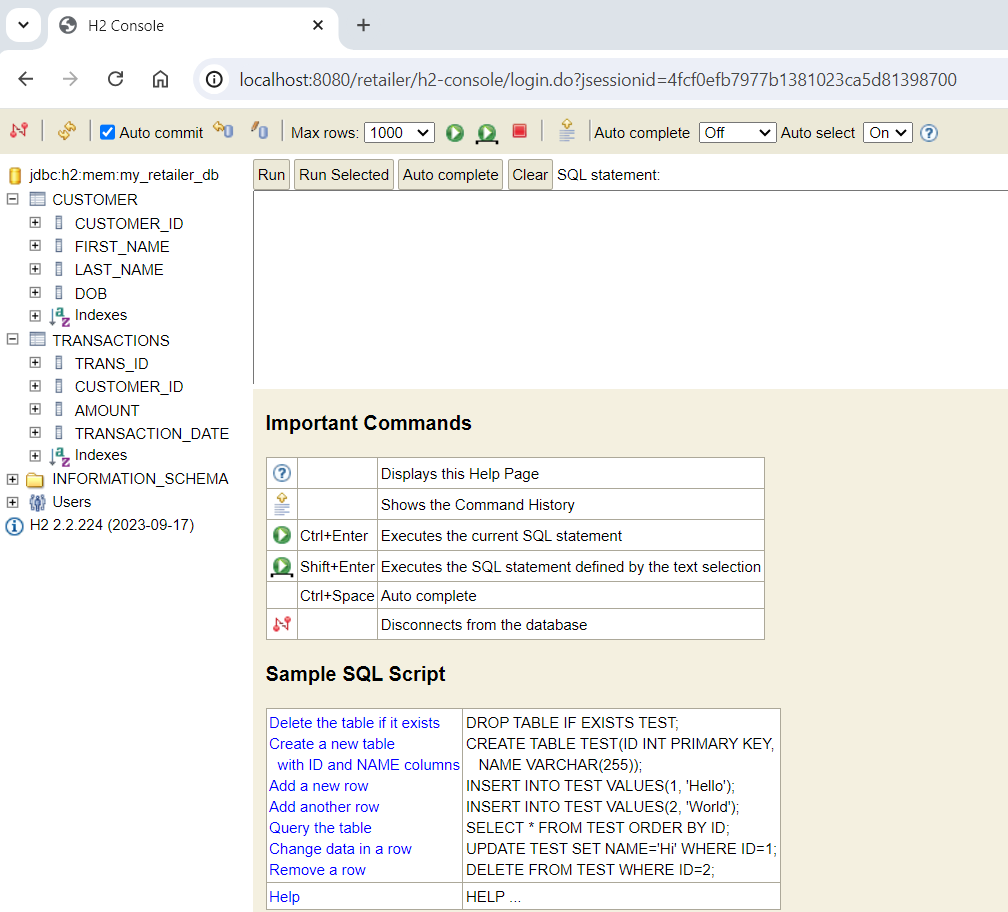 H2 Console
localhost:8080/retailer/h2-console/login.do?jsessionid=4fcf0efb7977b1381023ca5d81398700
Auto commit
Max rows: 1000
Auto complete Off
Auto select On
jdbc:h2:mem:my_retailer_db
CUSTOMER
CUSTOMER_ID
FIRST_NAME
LAST_NAME
DOB
Indexes
TRANSACTIONS
TRANS_ID
CUSTOMER_ID
AMOUNT
TRANSACTION_DATE
Indexes
INFORMATION_SCHEMA
Users
H2 2.2.224 (2023-09-17)
Run Run Selected Auto complete Clear SQL statement:
Important Commands
Displays this Help Page
Shows the Command History
Ctrl+Enter Executes the current SQL statement
Shift+Enter Executes the SQL statement defined by the text selection
Ctrl+Space Auto complete
Disconnects from the database
Sample SQL Script
Delete the table if it exists DROP TABLE IF EXISTS TEST;
Create a new table CREATE TABLE TEST(ID INT PRIMARY KEY,
with ID and NAME columns NAME VARCHAR(255));
Add a new row INSERT INTO TEST VALUES(1, 'Hello');
Add another row INSERT INTO TEST VALUES(2, 'World');
Query the table SELECT * FROM TEST ORDER BY ID;
Change data in a row UPDATE TEST SET NAME='Hi' WHERE ID=1;
Remove a row DELETE FROM TEST WHERE ID=2;
Help HELP ...